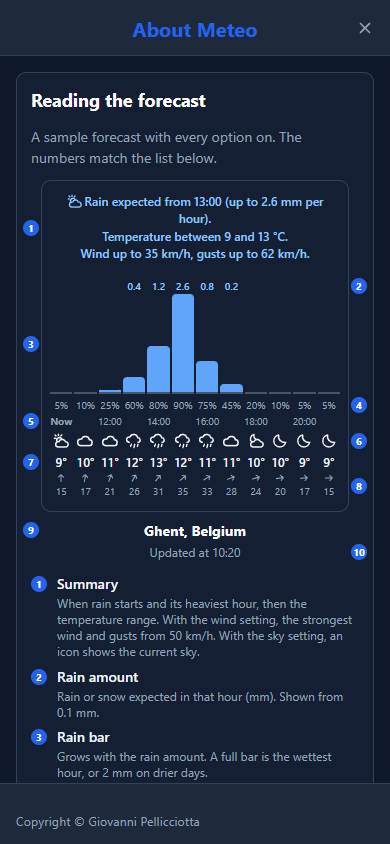 About Meteo
Reading the forecast
A sample forecast with every option on. The
numbers match the list below.
Rain expected from 13:00 (up to 2.6 mm per
hour).
1
Temperature between 9 and 13 °C.
Wind up to 35 km/h, gusts up to 62 km/h.
0.4 1.2 2.6 0.8 0.2
2
3
5% 10% 25% 60% 80% 90% 75% 45% 20% 10% 5% 5%
4
5
Now 12:00 14:00 16:00 18:00 20:00
6
7
9° 10° 11° 12° 13° 12° 11° 11° 10° 10° 9° 9°
15 17 21 26 31 35 33 28 24 20 17 15
8
9
Ghent, Belgium
Updated at 10:20
10
1 Summary
When rain starts and its heaviest hour, then the
temperature range. With the wind setting, the strongest
wind and gusts from 50 km/h. With the sky setting, an
icon shows the current sky.
2 Rain amount
Rain or snow expected in that hour (mm). Shown from
0.1 mm.
3 Rain bar
Grows with the rain amount. A full bar is the wettest
hour, or 2 mm on drier days.
Copyright © Giovanni Pellicciotta